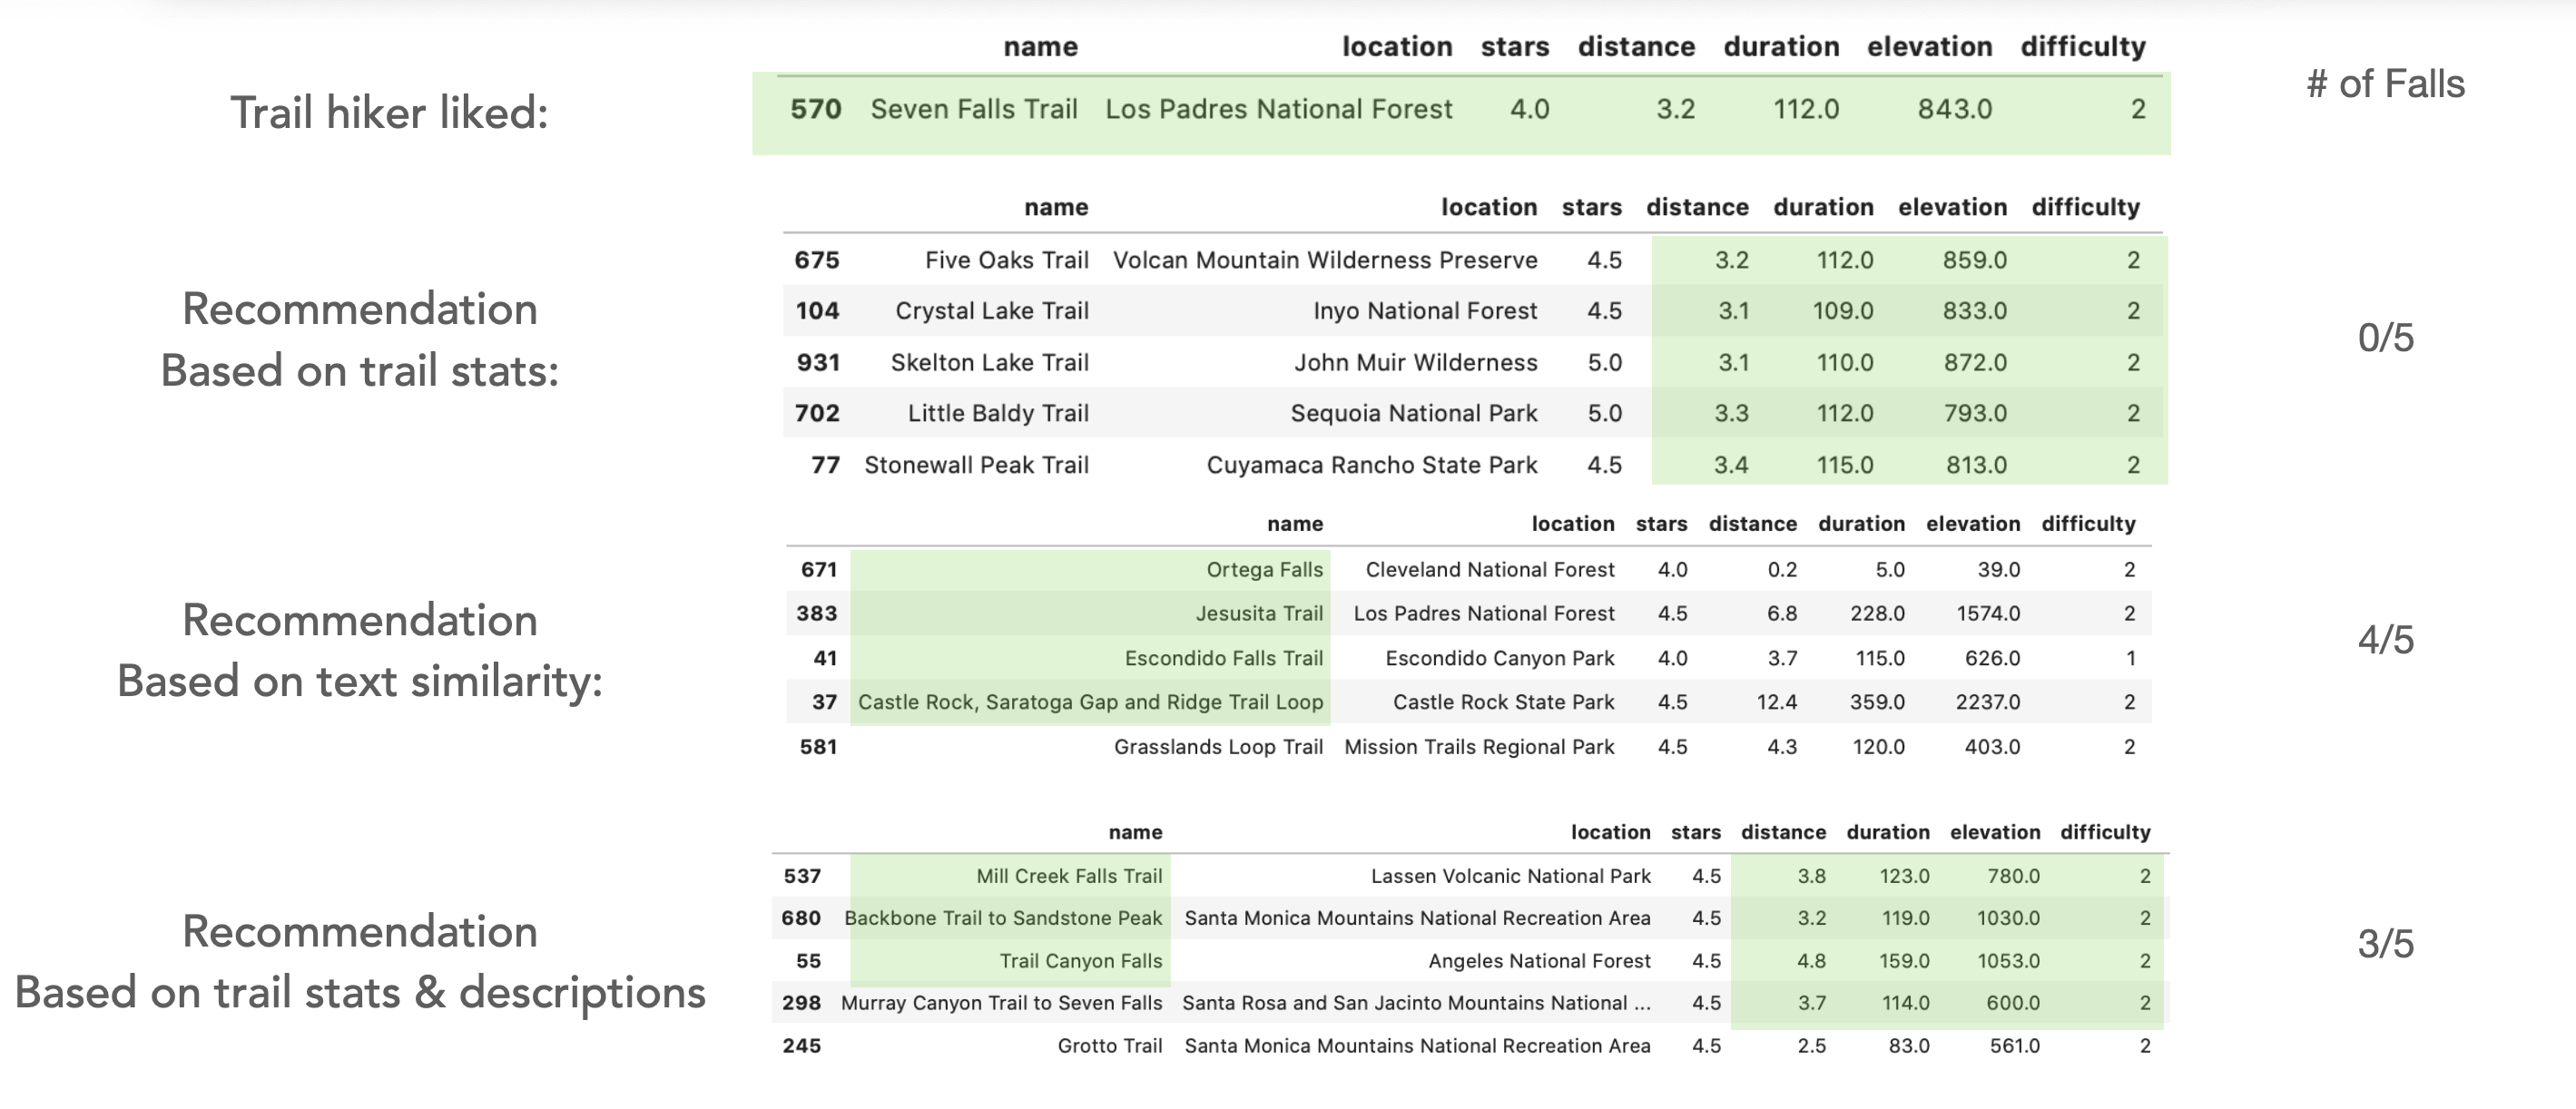 name location stars distance duration elevation difficulty
# of Falls
Trail hiker liked:
570 Seven Falls Trail Los Padres National Forest 4.0 3.2 112.0 843.0 2
name location stars distance duration elevation difficulty
675 Five Oaks Trail Volcan Mountain Wilderness Preserve 4.5 3.2 112.0 859.0 2
104 Crystal Lake Trail Inyo National Forest 4.5 3.1 109.0 833.0 2
931 Skelton Lake Trail John Muir Wilderness 5.0 3.1 110.0 872.0 2
702 Little Baldy Trail Sequoia National Park 5.0 3.3 112.0 793.0 2
77 Stonewall Peak Trail Cuyamaca Rancho State Park 4.5 3.4 115.0 813.0 2
Recommendation
Based on trail stats:
0/5
name location stars distance duration elevation difficulty
671 Ortega Falls Cleveland National Forest 4.0 0.2 5.0 39.0 2
383 Jesusita Trail Los Padres National Forest 4.5 6.8 228.0 1574.0 2
41 Escondido Falls Trail Escondido Canyon Park 4.0 3.7 115.0 626.0 1
37 Castle Rock, Saratoga Gap and Ridge Trail Loop Castle Rock State Park 4.5 12.4 359.0 2237.0 2
581 Grasslands Loop Trail Mission Trails Regional Park 4.5 4.3 120.0 403.0 2
Recommendation
Based on text similarity:
4/5
name location stars distance duration elevation difficulty
537 Mill Creek Falls Trail Lassen Volcanic National Park 4.5 3.8 123.0 780.0 2
680 Backbone Trail to Sandstone Peak Santa Monica Mountains National Recreation Area 4.5 3.2 119.0 1030.0 2
55 Trail Canyon Falls Angeles National Forest 4.5 4.8 159.0 1053.0 2
298 Murray Canyon Trail to Seven Falls Santa Rosa and San Jacinto Mountains National ... 4.5 3.7 114.0 600.0 2
245 Grotto Trail Santa Monica Mountains National Recreation Area 4.5 2.5 83.0 561.0 2
Recommendation
Based on trail stats & descriptions
3/5